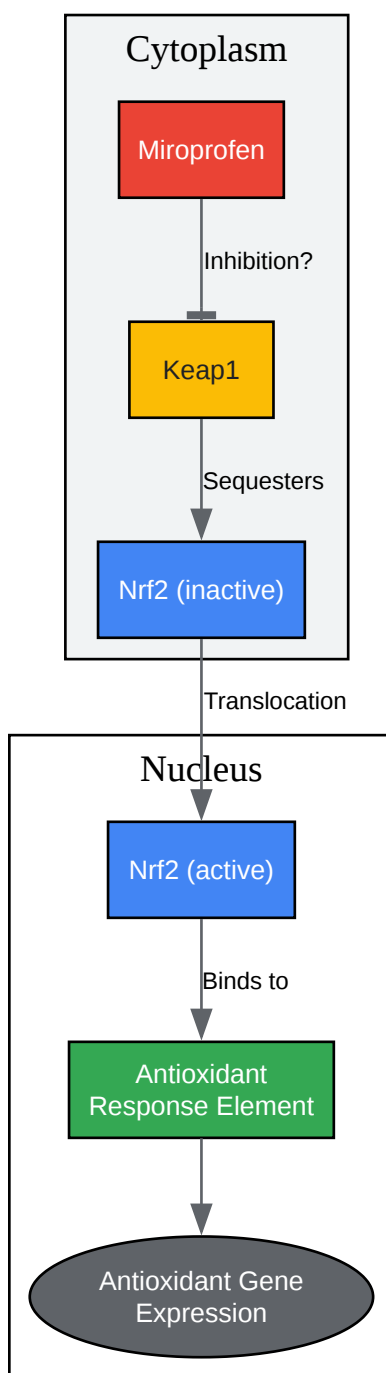 Cytoplasm
Miroprofen
Inhibition?
Keap1
Sequesters
Nrf2 (inactive)
Translocation
Nucleus
Nrf2 (active)
Binds to
Antioxidant
Response Element
Antioxidant Gene
Expression